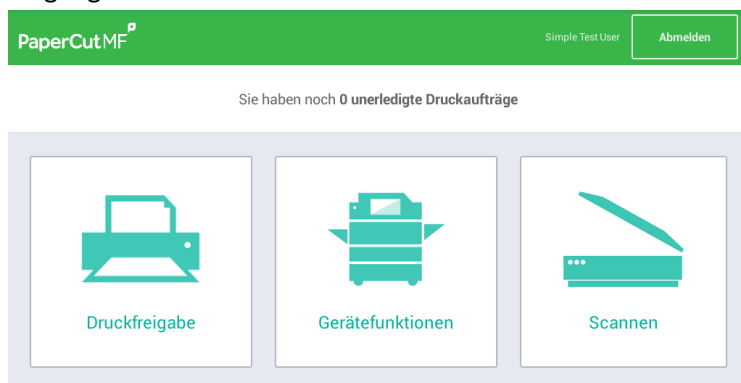 PaperCut MF
Simple Test User
Abmelden
Sie haben noch 0 unerledigte Druckaufträge
Druckfreigabe
Gerätefunktionen
Scannen